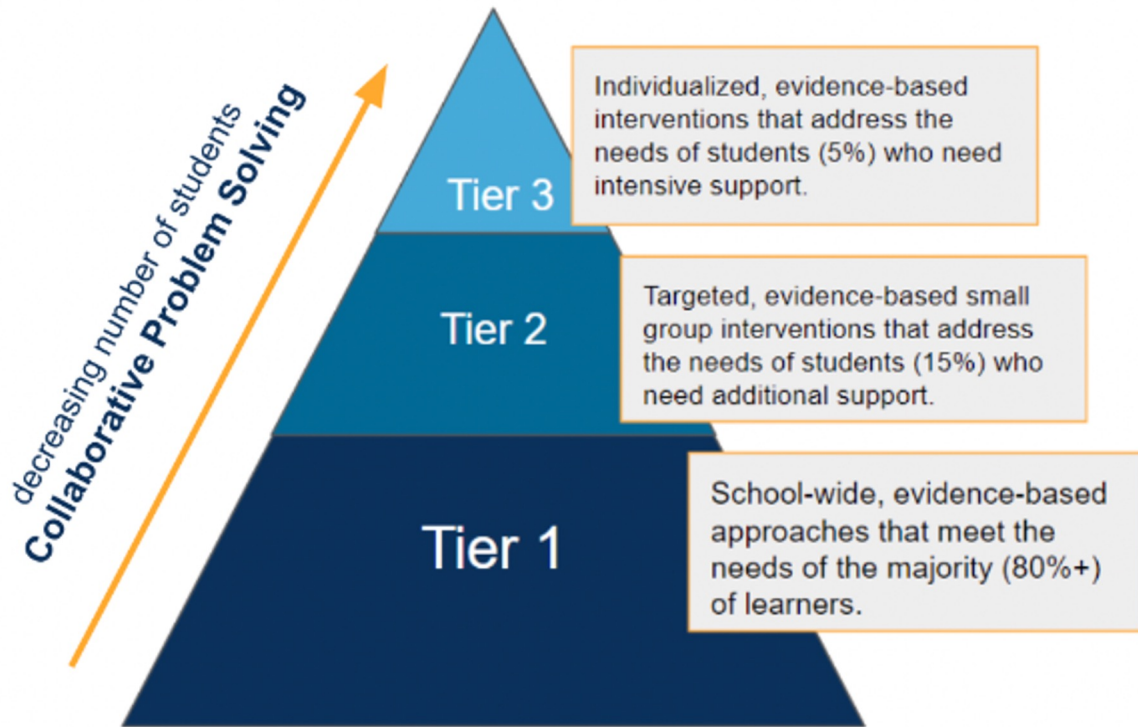 decreasing number of students
Collaborative Problem Solving
Tier 3
Individualized, evidence-based
interventions that address the
needs of students (5%) who need
intensive support.
Tier 2
Targeted, evidence-based small
group interventions that address
the needs of students (15%) who
need additional support.
Tier 1
School-wide, evidence-based
approaches that meet the
needs of the majority (80%+)
of learners.